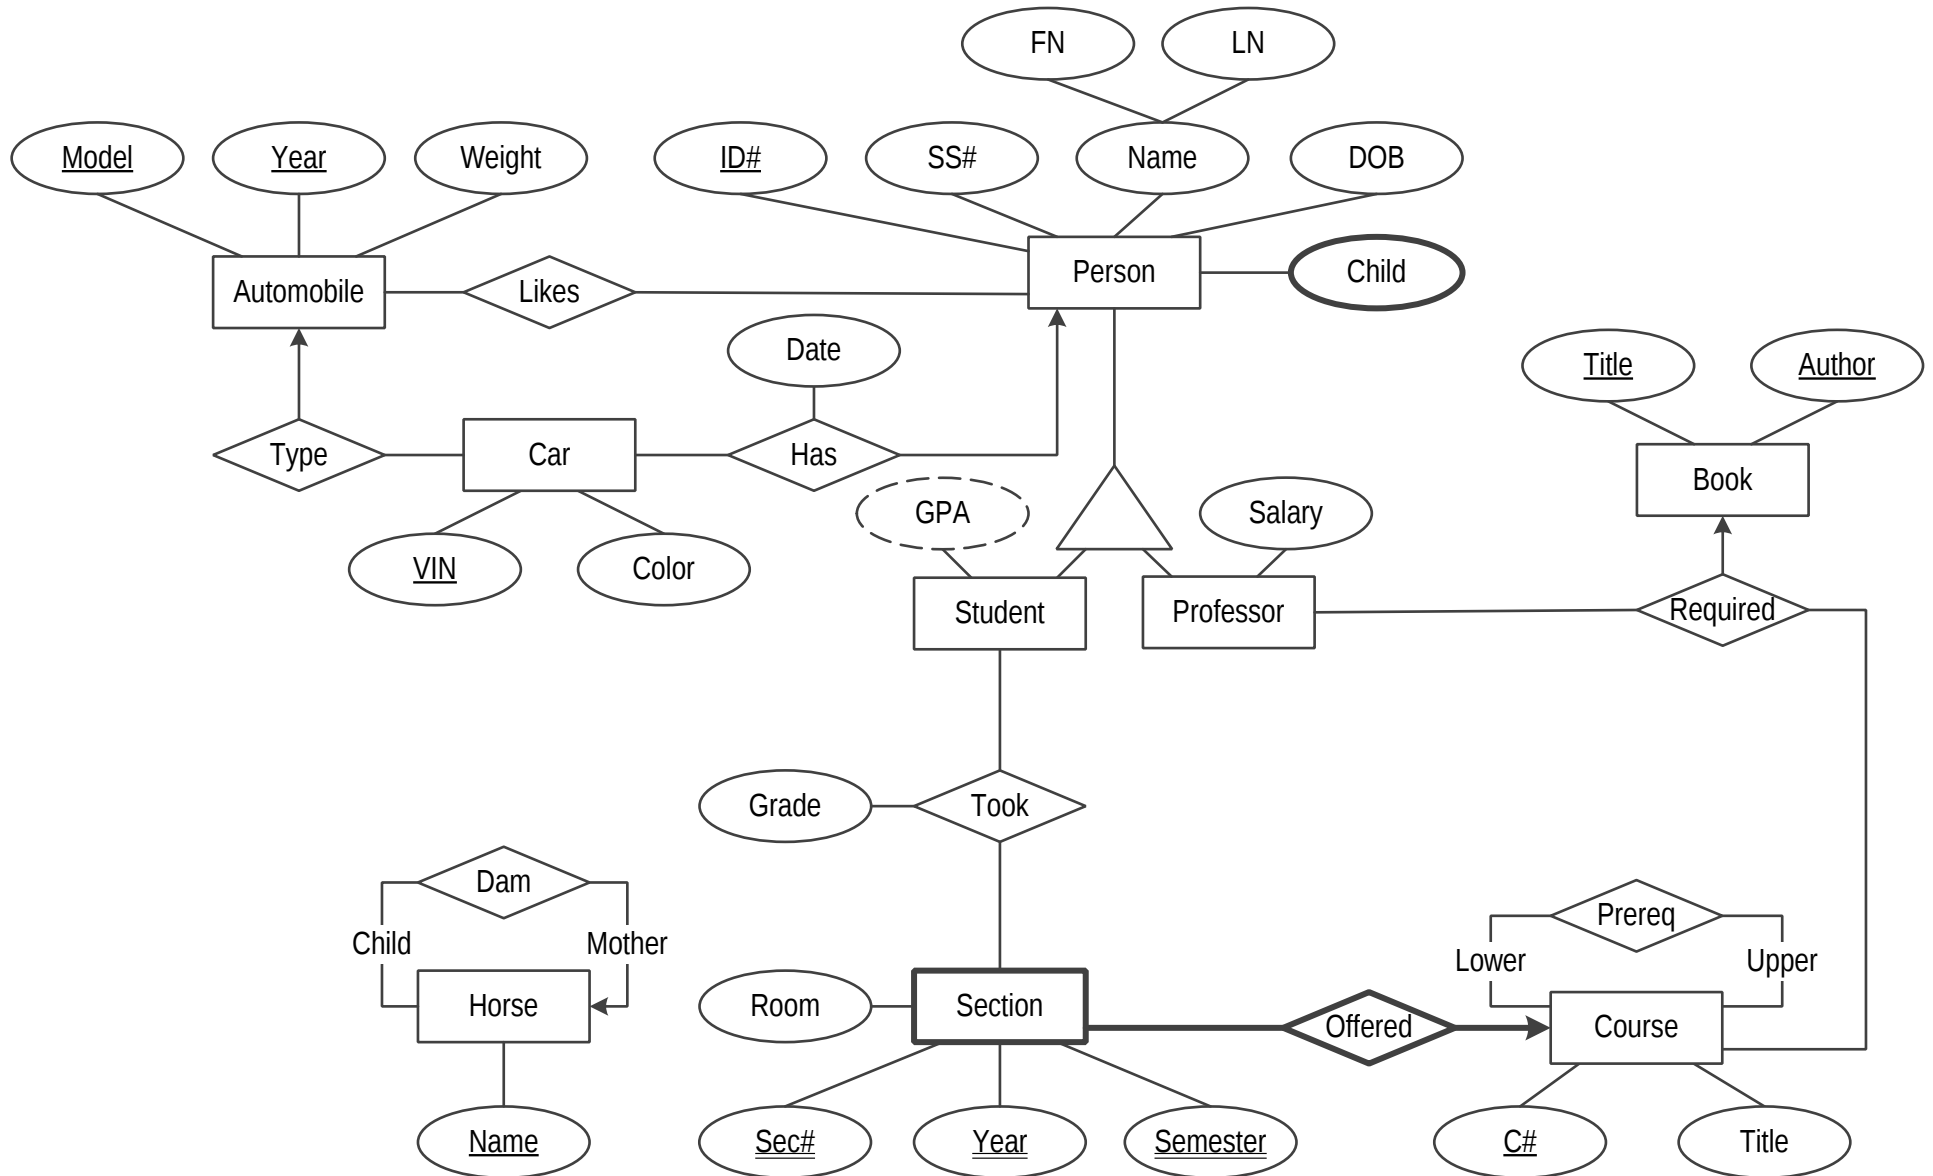 FN
LN
Model
Year
Weight
ID#
SS#
Name
DOB
Automobile
Likes
Person
Child
Date
Title
Author
Type
Car
Has
Book
GPA
Salary
VIN
Color
Student
Professor
Required
Grade
Took
Dam
Prereq
Child
Mother
Lower
Upper
Horse
Room
Section
Offered
Course
Name
Sec#
Year
Semester
C#
Title